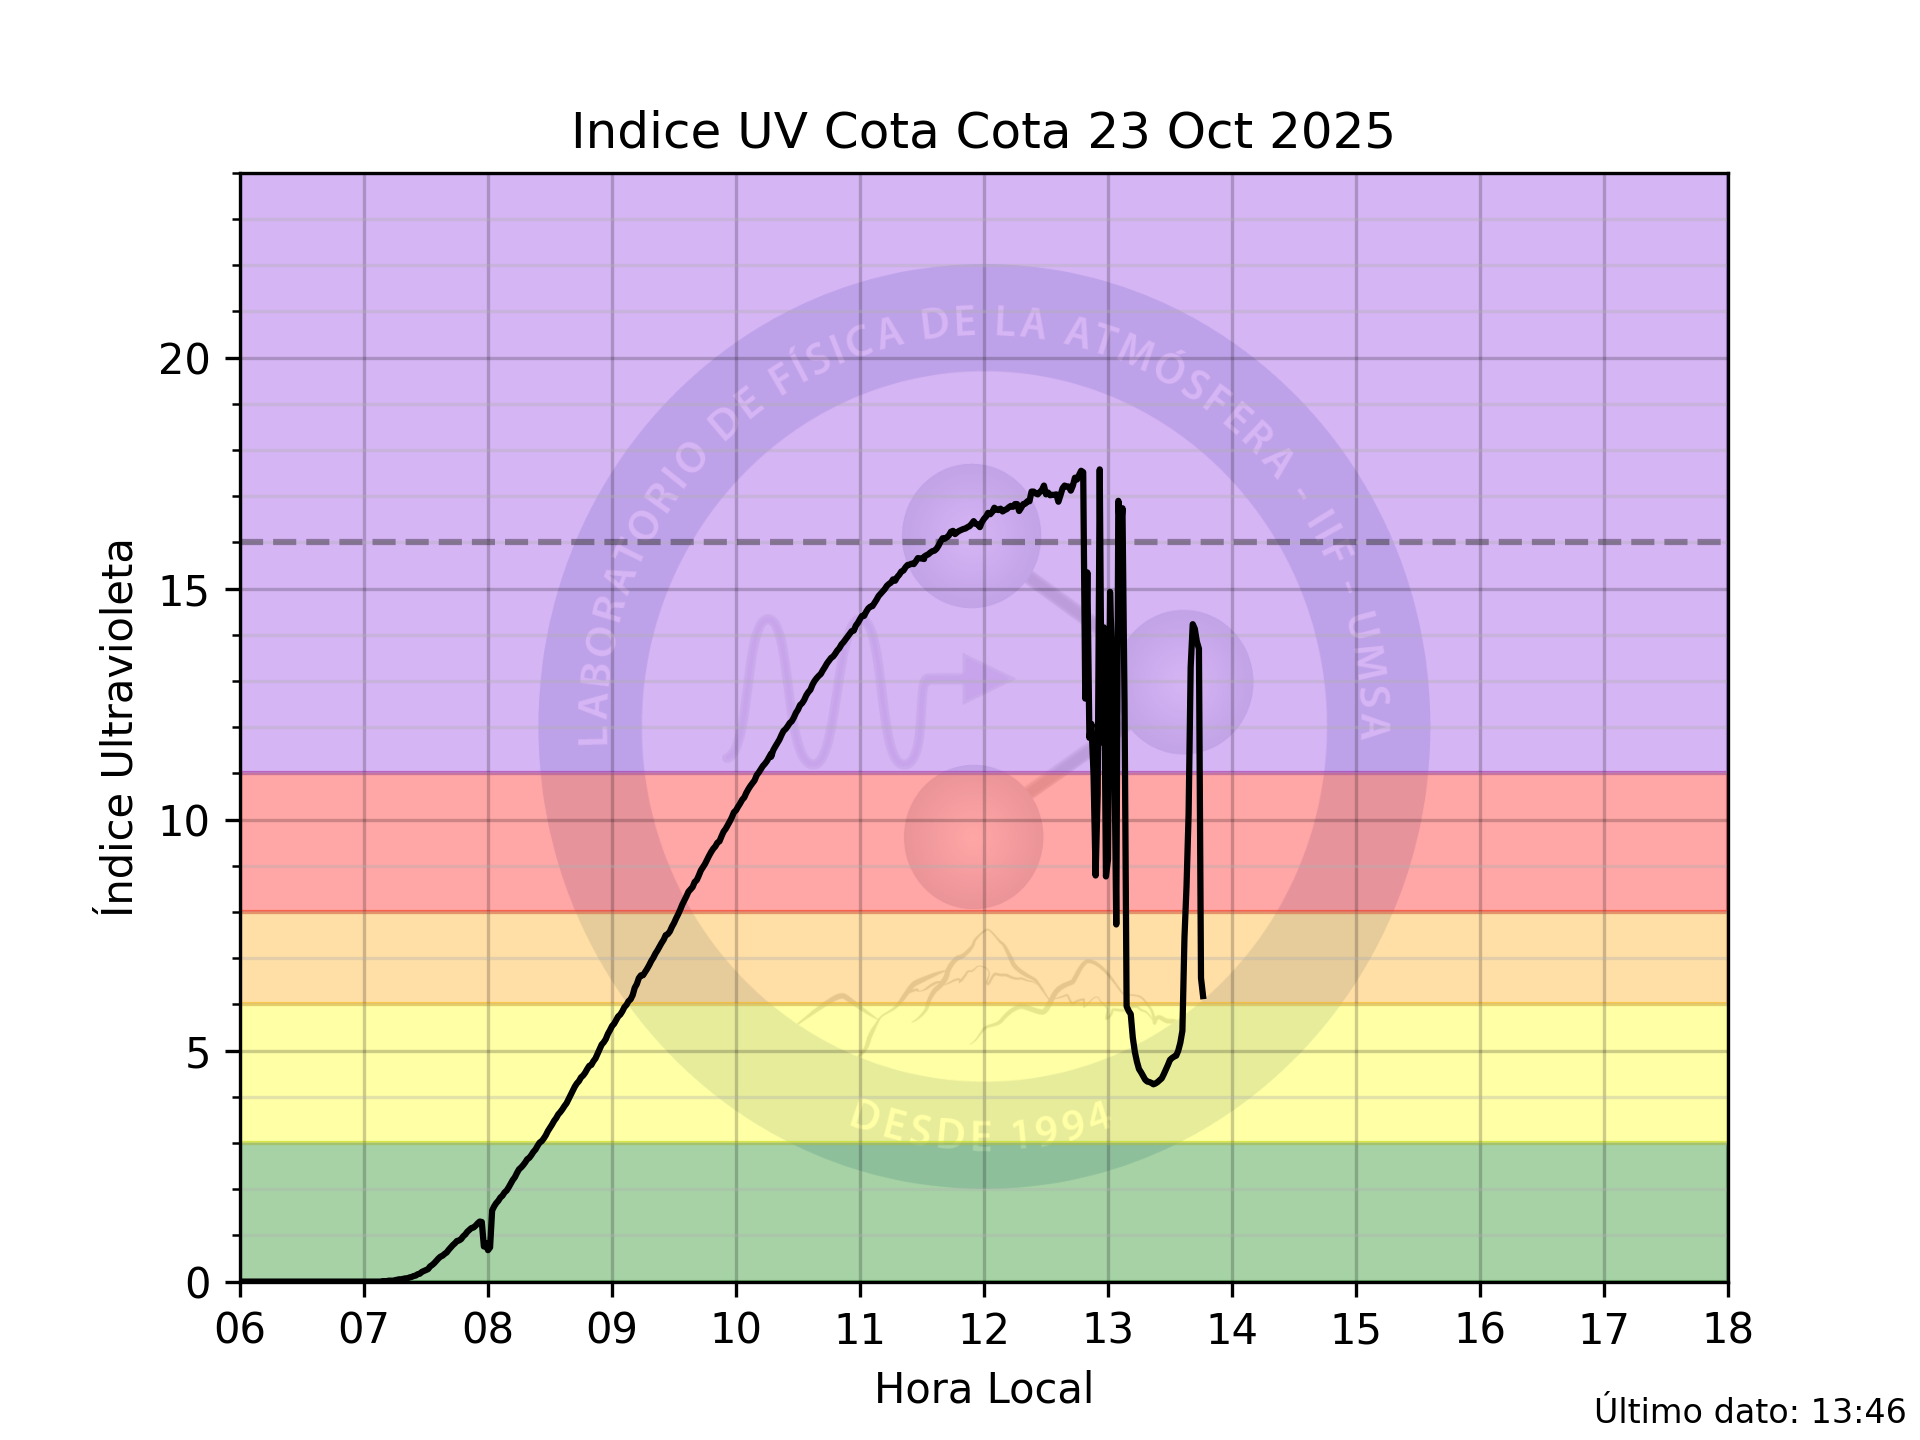 Indice UV Cota Cota 23 Oct 2025
LABORATORIO DE FÍSICA DE LA ATMÓSFERA - IIF - UMSA
DESDE 1994
Índice Ultravioleta
20
15
10
5
0
06 07 08 09 10 11 12 13 14 15 16 17 18
Hora Local
Último dato: 13:46